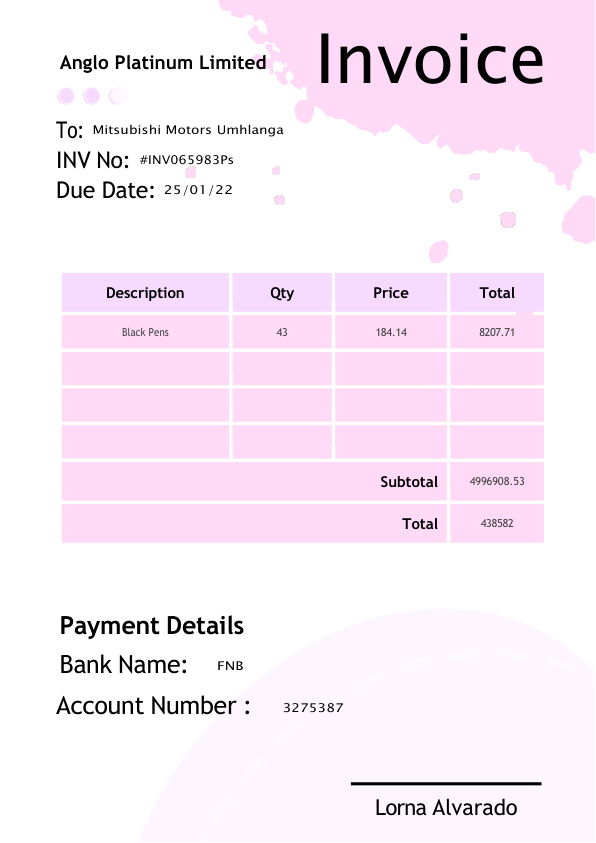 Invoice
Anglo Platinum Limited
To: Mitsubishi Motors Umhlanga
INV No: #INV065983Ps
Due Date: 25/01/22
Description Qty Price Total
Black Pens 43 184.14 8207.71
Subtotal 4996908.53
Total 438582
Payment Details
Bank Name: FNB
Account Number : 3275387
Lorna Alvarado